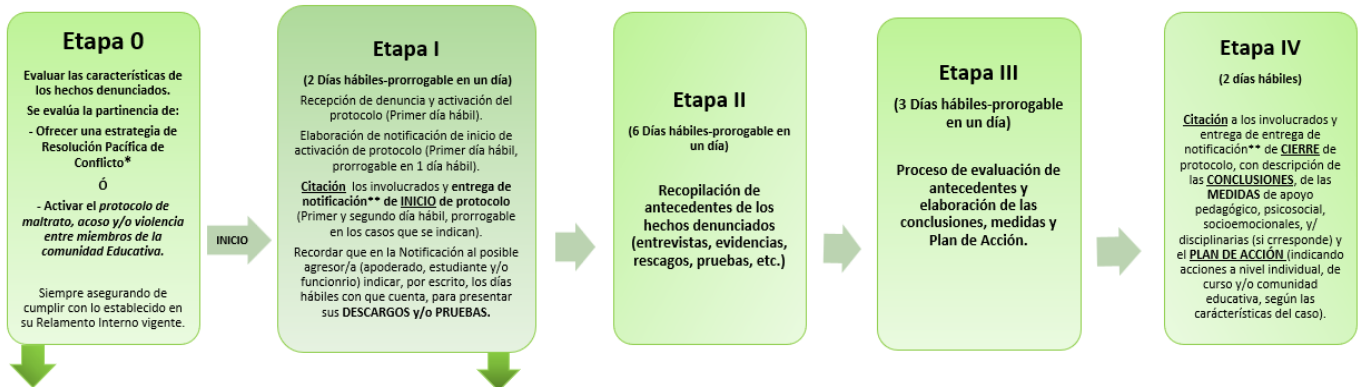 Etapa 0
Evaluar las características de
los hechos denunciados.
Se evalúa la partinencia de:
- Ofrecer una estrategia de
Resolución Pacífica de
Conflicto*
Ó
- Activar el protocolo de
maltrato, acoso y/o violencia
entre miembros de la
comunidad Educativa.
Siempre asegurando de
cumplir con lo establecido en
su Relamento Interno vigente.
INICIO
Etapa I
(2 Días hábiles-prorrogable en un día)
Recepción de denuncia y activación del
protocolo (Primer día hábil).
Elaboración de notificación de inicio de
activación de protocolo (Primer día hábil,
prorrogable en 1 día hábil).
Citación los involucrados y entrega de
notificación** de INICIO de protocolo
(Primer y segundo día hábil, prorrogable
en los casos que se indican).
Recordar que en la Notificación al posible
agresor/a (apoderado, estudiante y/o
funcionrio) indicar, por escrito, los días
hábiles con que cuenta, para presentar
sus DESCARGOS y/o PRUEBAS.
Etapa II
(6 Días hábiles-prorogable en
un día)
Recopilación de
antecedentes de los
hechos denunciados
(entrevistas, evidencias,
rescagos, pruebas, etc.)
Etapa III
(3 Días hábiles-prorogable
en un día)
Proceso de evaluación de
antecedentes y
elaboración de las
conclusiones, medidas y
Plan de Acción.
Etapa IV
(2 días hábiles)
Citación a los involucrados y
entrega de entrega de
notificación** de CIERRE de
protocolo, con descripción de
las CONCLUSIONES, de las
MEDIDAS de apoyo
pedagógico, psicosocial,
socioemocionales, y/
disciplinarias (si crresponde) y
el PLAN DE ACCIÓN (indicando
acciones a nivel individual, de
curso y/o comunidad
educativa, según las
carácterísticas del caso).